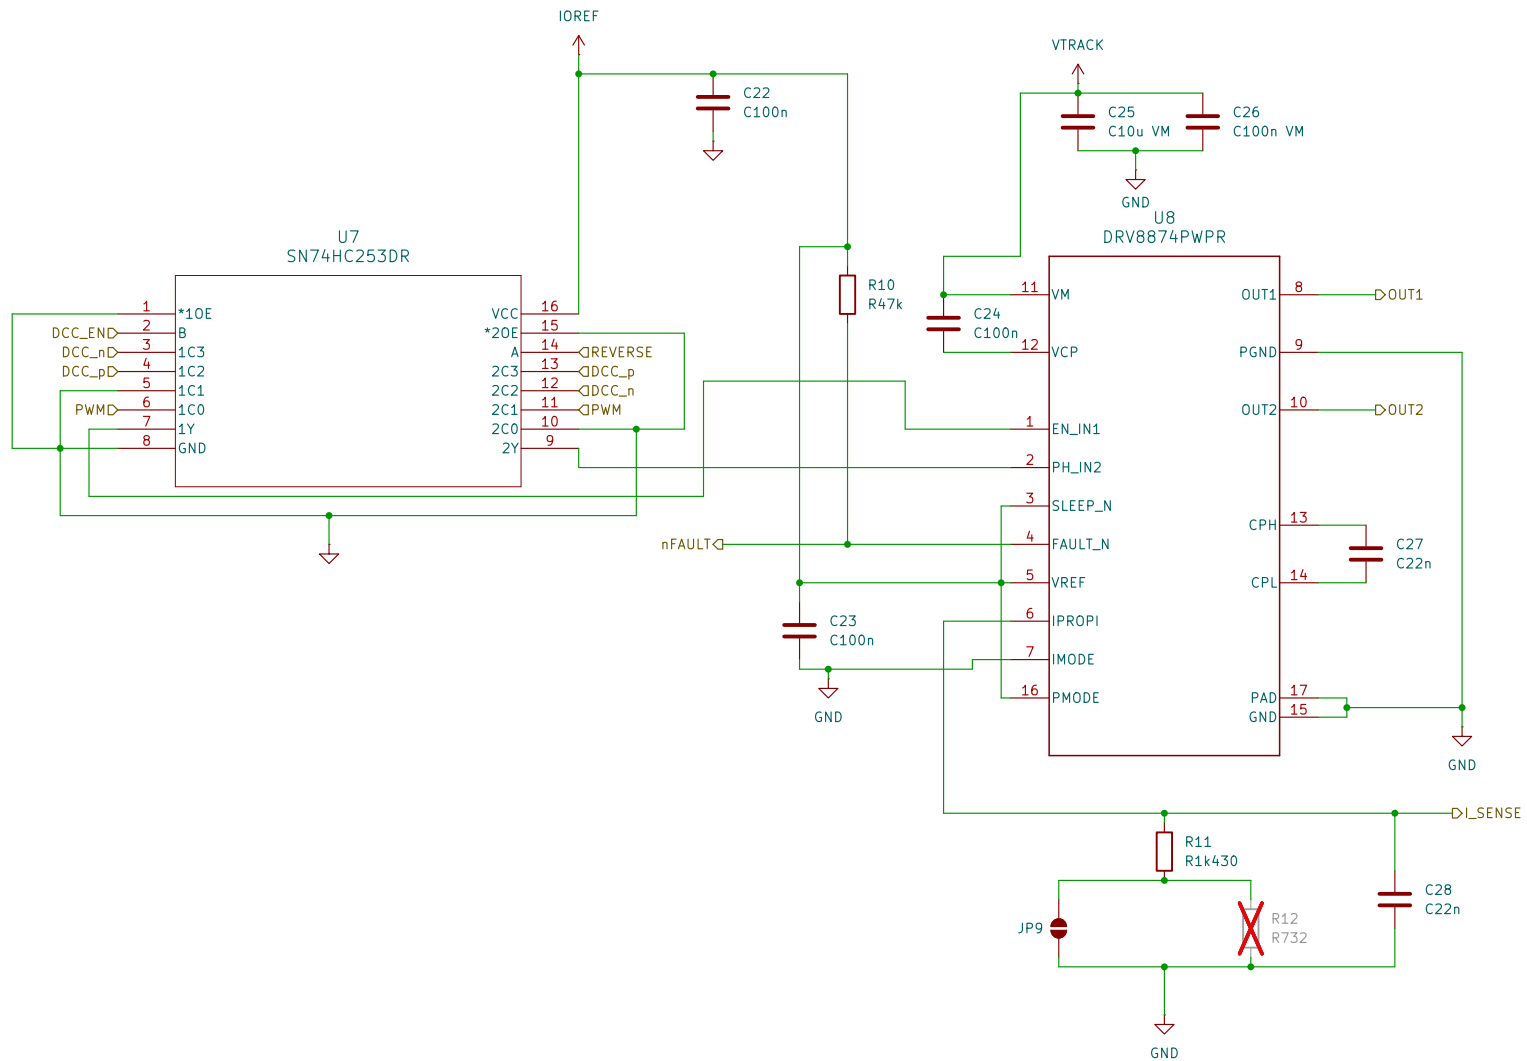 IOREF
VTRACK
C22
C100n
C25
C10u VM
C26
C100n VM
GND
U7
SN74HC253DR
U8
DRV8874PWPR
R10
R47k
C24
C100n
1
*1OE
2
B
DCC_EN
3
1C3
DCC_n
4
1C2
DCC_p
5
1C1
6
1C0
PWM
7
1Y
8
GND
VCC
16
*2OE
15
A
14
REVERSE
2C3
13
DCC_p
2C2
12
DCC_n
2C1
11
PWM
2C0
10
2Y
9
11
VM
12
VCP
1
EN_IN1
2
PH_IN2
3
SLEEP_N
nFAULT
4
FAULT_N
5
VREF
6
IPROPI
7
IMODE
16
PMODE
OUT1
8
OUT1
PGND
9
OUT2
10
OUT2
CPH
13
CPL
14
C27
C22n
PAD
17
GND
15
GND
C23
C100n
GND
I_SENSE
R11
R1k430
JP9
R12
R732
C28
C22n
GND